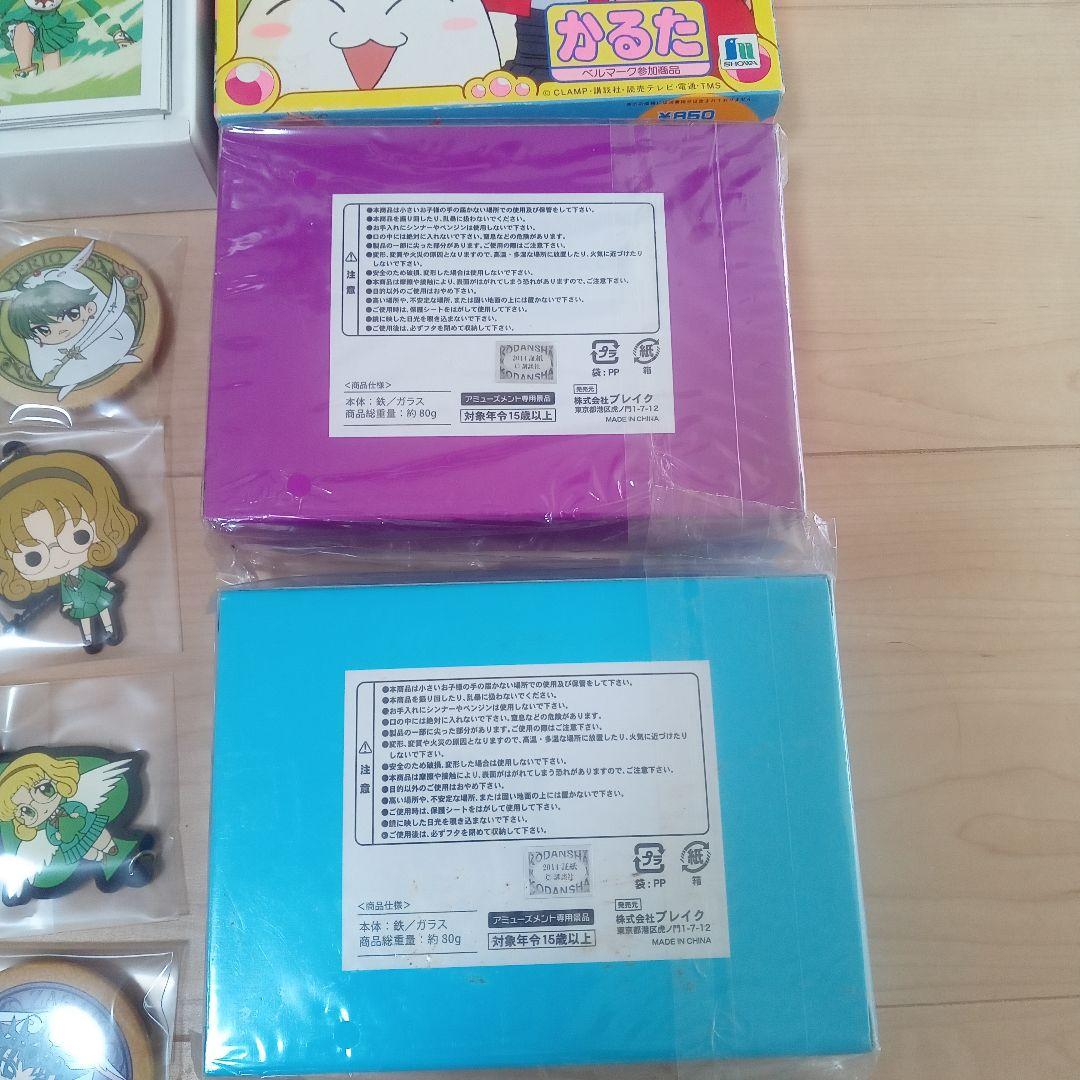 かるた
ベルマーク参加商品
SHOWA
© CLAMP・講談社・読売テレビ・電通・TMS
¥850
注意
●本商品は小さいお子様の手の届かない場所での使用及び保管をして下さい。
●本商品を振り回したり、乱暴に扱わないでください。
●お手入れにシンナーやベンジンは使用しないで下さい。
●口の中には絶対に入れないで下さい。窒息などの危険があります。
●製品の一部に尖った部分があります。ご使用の際はご注意下さい。
●変形、変質や火災の原因となりますので、高温・多湿な場所に放置したり、火気に近づけたり
しないで下さい。
●安全のため破損、変形した場合は使用しないで下さい。
●本商品は摩擦や接触により、表面がはがれてしまう恐れがありますので、ご注意下さい。
●目的以外のご使用はおやめ下さい。
●高い場所や、不安定な場所、または固い地面の上には置かないで下さい。
●ご使用時は、保護シートをはがして使用して下さい。
●鏡に映した日光を覗き込まないで下さい。
●ご使用後は、必ずフタを閉めて収納して下さい。
KODANSHA
2014 証紙
© 講談社
KODANSHA
プラ
袋:PP
紙
箱
<商品仕様>
本体:鉄/ガラス
商品総重量:約80g
アミューズメント専用景品
対象年令15歳以上
発売元
株式会社ブレイク
東京都港区虎ノ門1-7-12
MADE IN CHINA
注意
●本商品は小さいお子様の手の届かない場所での使用及び保管をして下さい。
●本商品を振り回したり、乱暴に扱わないでください。
●お手入れにシンナーやベンジンは使用しないで下さい。
●口の中には絶対に入れないで下さい。窒息などの危険があります。
●製品の一部に尖った部分があります。ご使用の際はご注意下さい。
●変形、変質や火災の原因となりますので、高温・多湿な場所に放置したり、火気に近づけたり
しないで下さい。
●安全のため破損、変形した場合は使用しないで下さい。
●本商品は摩擦や接触により、表面がはがれてしまう恐れがありますので、ご注意下さい。
●目的以外のご使用はおやめ下さい。
●高い場所や、不安定な場所、または固い地面の上には置かないで下さい。
●ご使用時は、保護シートをはがして使用して下さい。
●鏡に映した日光を覗き込まないで下さい。
●ご使用後は、必ずフタを閉めて収納して下さい。
KODANSHA
2014 証紙
© 講談社
KODANSHA
プラ
袋:PP
紙
箱
<商品仕様>
本体:鉄/ガラス
商品総重量:約80g
アミューズメント専用景品
対象年令15歳以上
発売元
株式会社ブレイク
東京都港区虎ノ門1-7-12
MADE IN CHINA